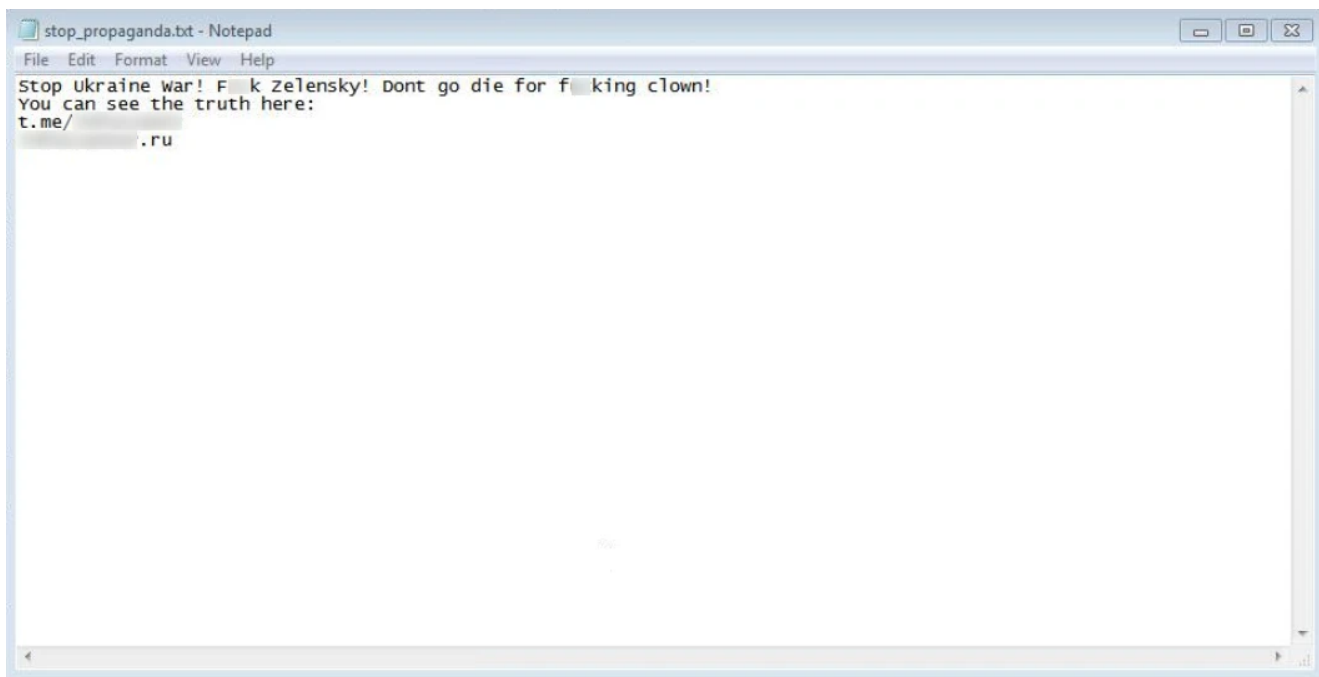 stop_propaganda.txt - Notepad
File Edit Format View Help
Stop Ukraine War! F k Zelensky! Dont go die for f king clown!
You can see the truth here:
t.me/
.ru